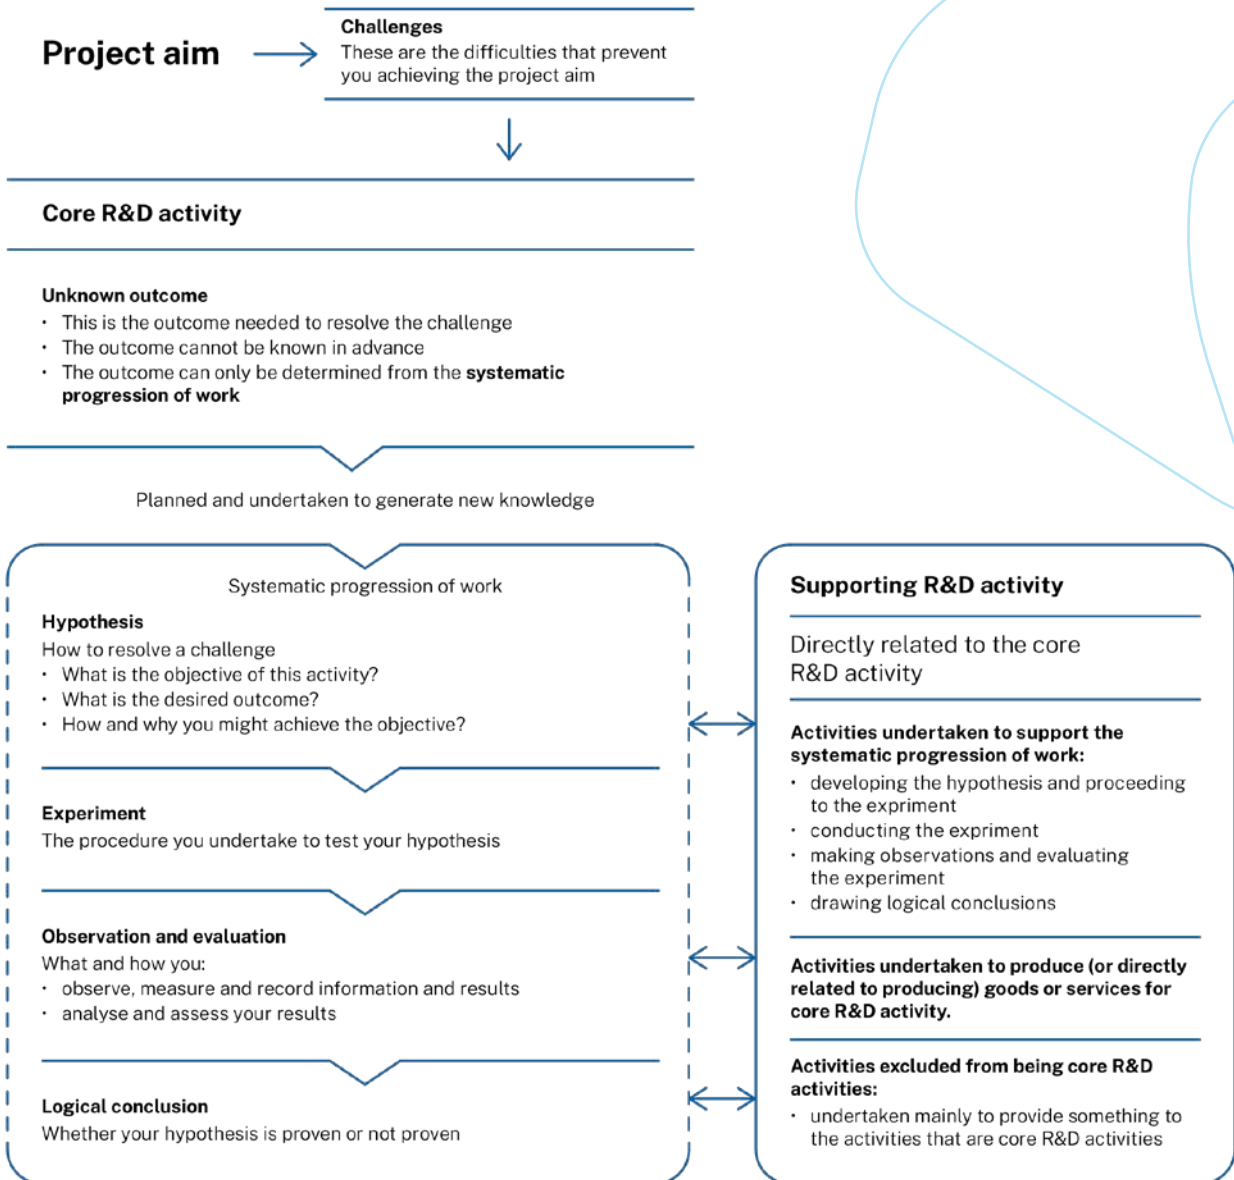 Project aim
Challenges
These are the difficulties that prevent
you achieving the project aim
Core R&D activity
Unknown outcome
• This is the outcome needed to resolve the challenge
• The outcome cannot be known in advance
• The outcome can only be determined from the systematic
progression of work
Planned and undertaken to generate new knowledge
Systematic progression of work
Hypothesis
How to resolve a challenge
• What is the objective of this activity?
• What is the desired outcome?
• How and why you might achieve the objective?
Experiment
The procedure you undertake to test your hypothesis
Observation and evaluation
What and how you:
• observe, measure and record information and results
• analyse and assess your results
Logical conclusion
Whether your hypothesis is proven or not proven
Supporting R&D activity
Directly related to the core
R&D activity
Activities undertaken to support the
systematic progression of work:
• developing the hypothesis and proceeding
to the expriment
• conducting the expriment
• making observations and evaluating
the experiment
• drawing logical conclusions
Activities undertaken to produce (or directly
related to producing) goods or services for
core R&D activity.
Activities excluded from being core R&D
activities:
• undertaken mainly to provide something to
the activities that are core R&D activities